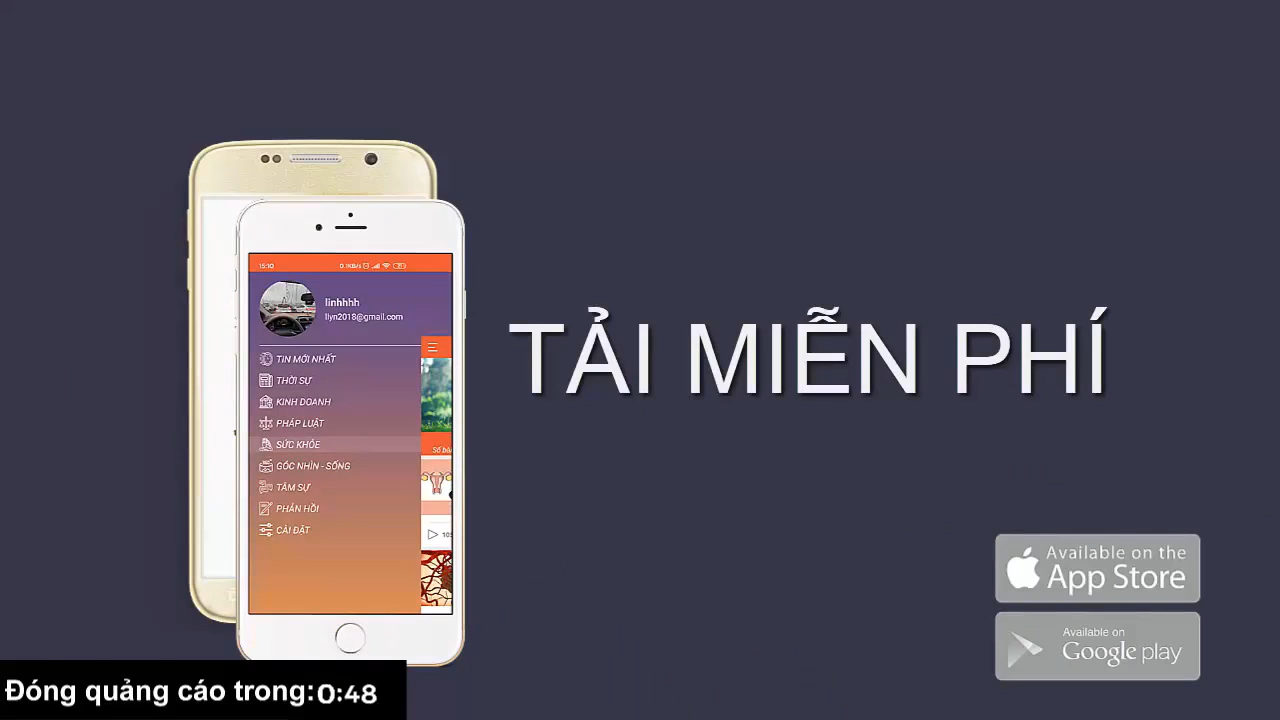 15:10
0.1KB/s
linhhhh
llyn2018@gmail.com
TIN MỚI NHẤT
THỜI SỰ
KINH DOANH
PHÁP LUẬT
SỨC KHỎE
GÓC NHÌN - SỐNG
TÂM SỰ
PHẢN HỒI
CÀI ĐẶT
TẢI MIỄN PHÍ
Available on the
App Store
Available on
Google play
Đóng quảng cáo trong:0:48